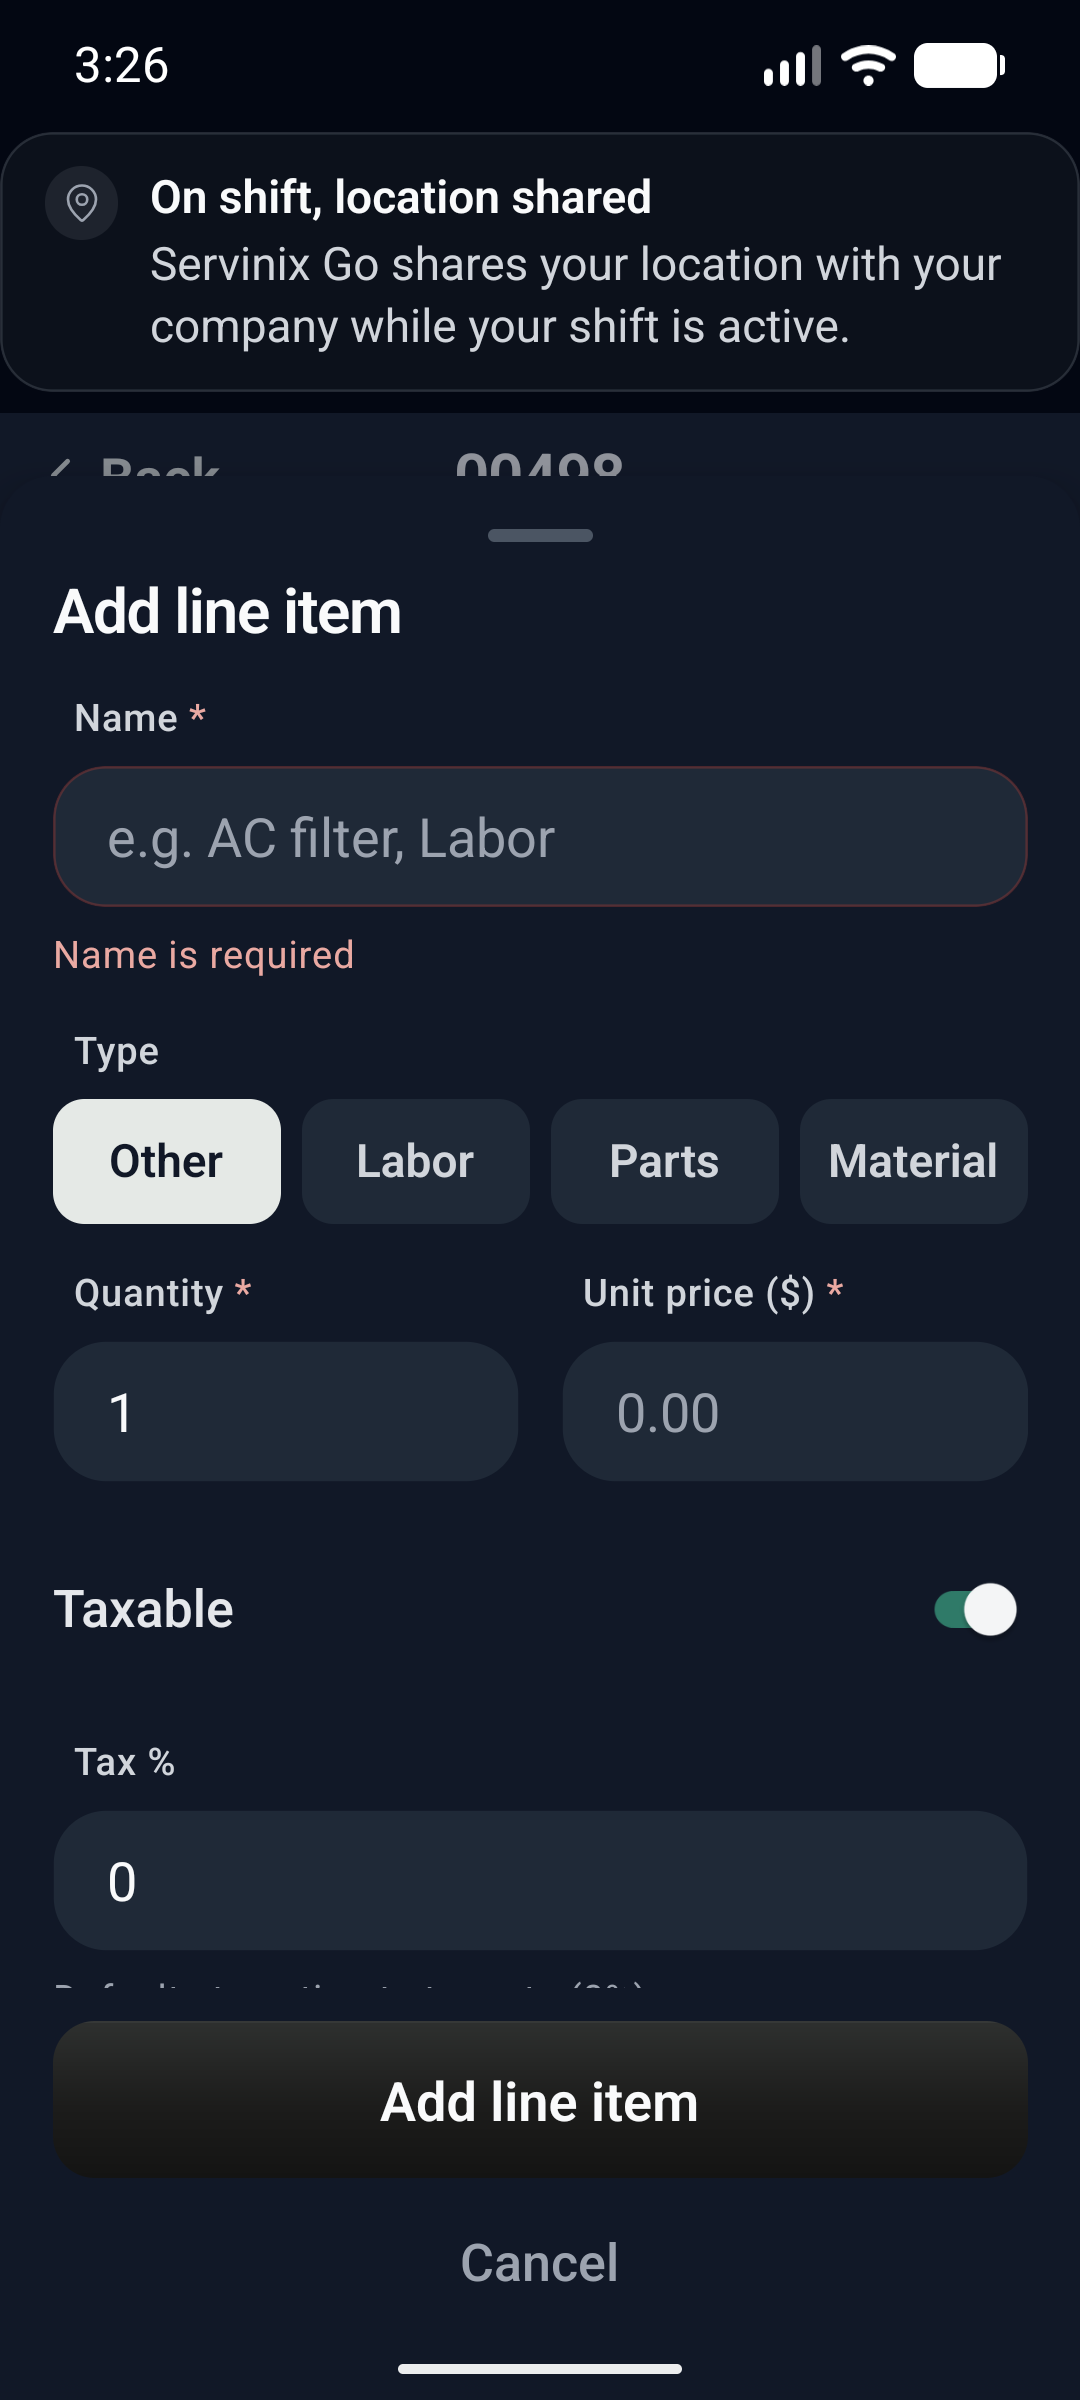 3:26
On shift, location shared
Servinix Go shares your location with your
company while your shift is active.
Back
00498
Add line item
Name *
e.g. AC filter, Labor
Name is required
Type
Other
Labor
Parts
Material
Quantity *
Unit price ($) *
1
0.00
Taxable
Tax %
0
Add line item
Cancel